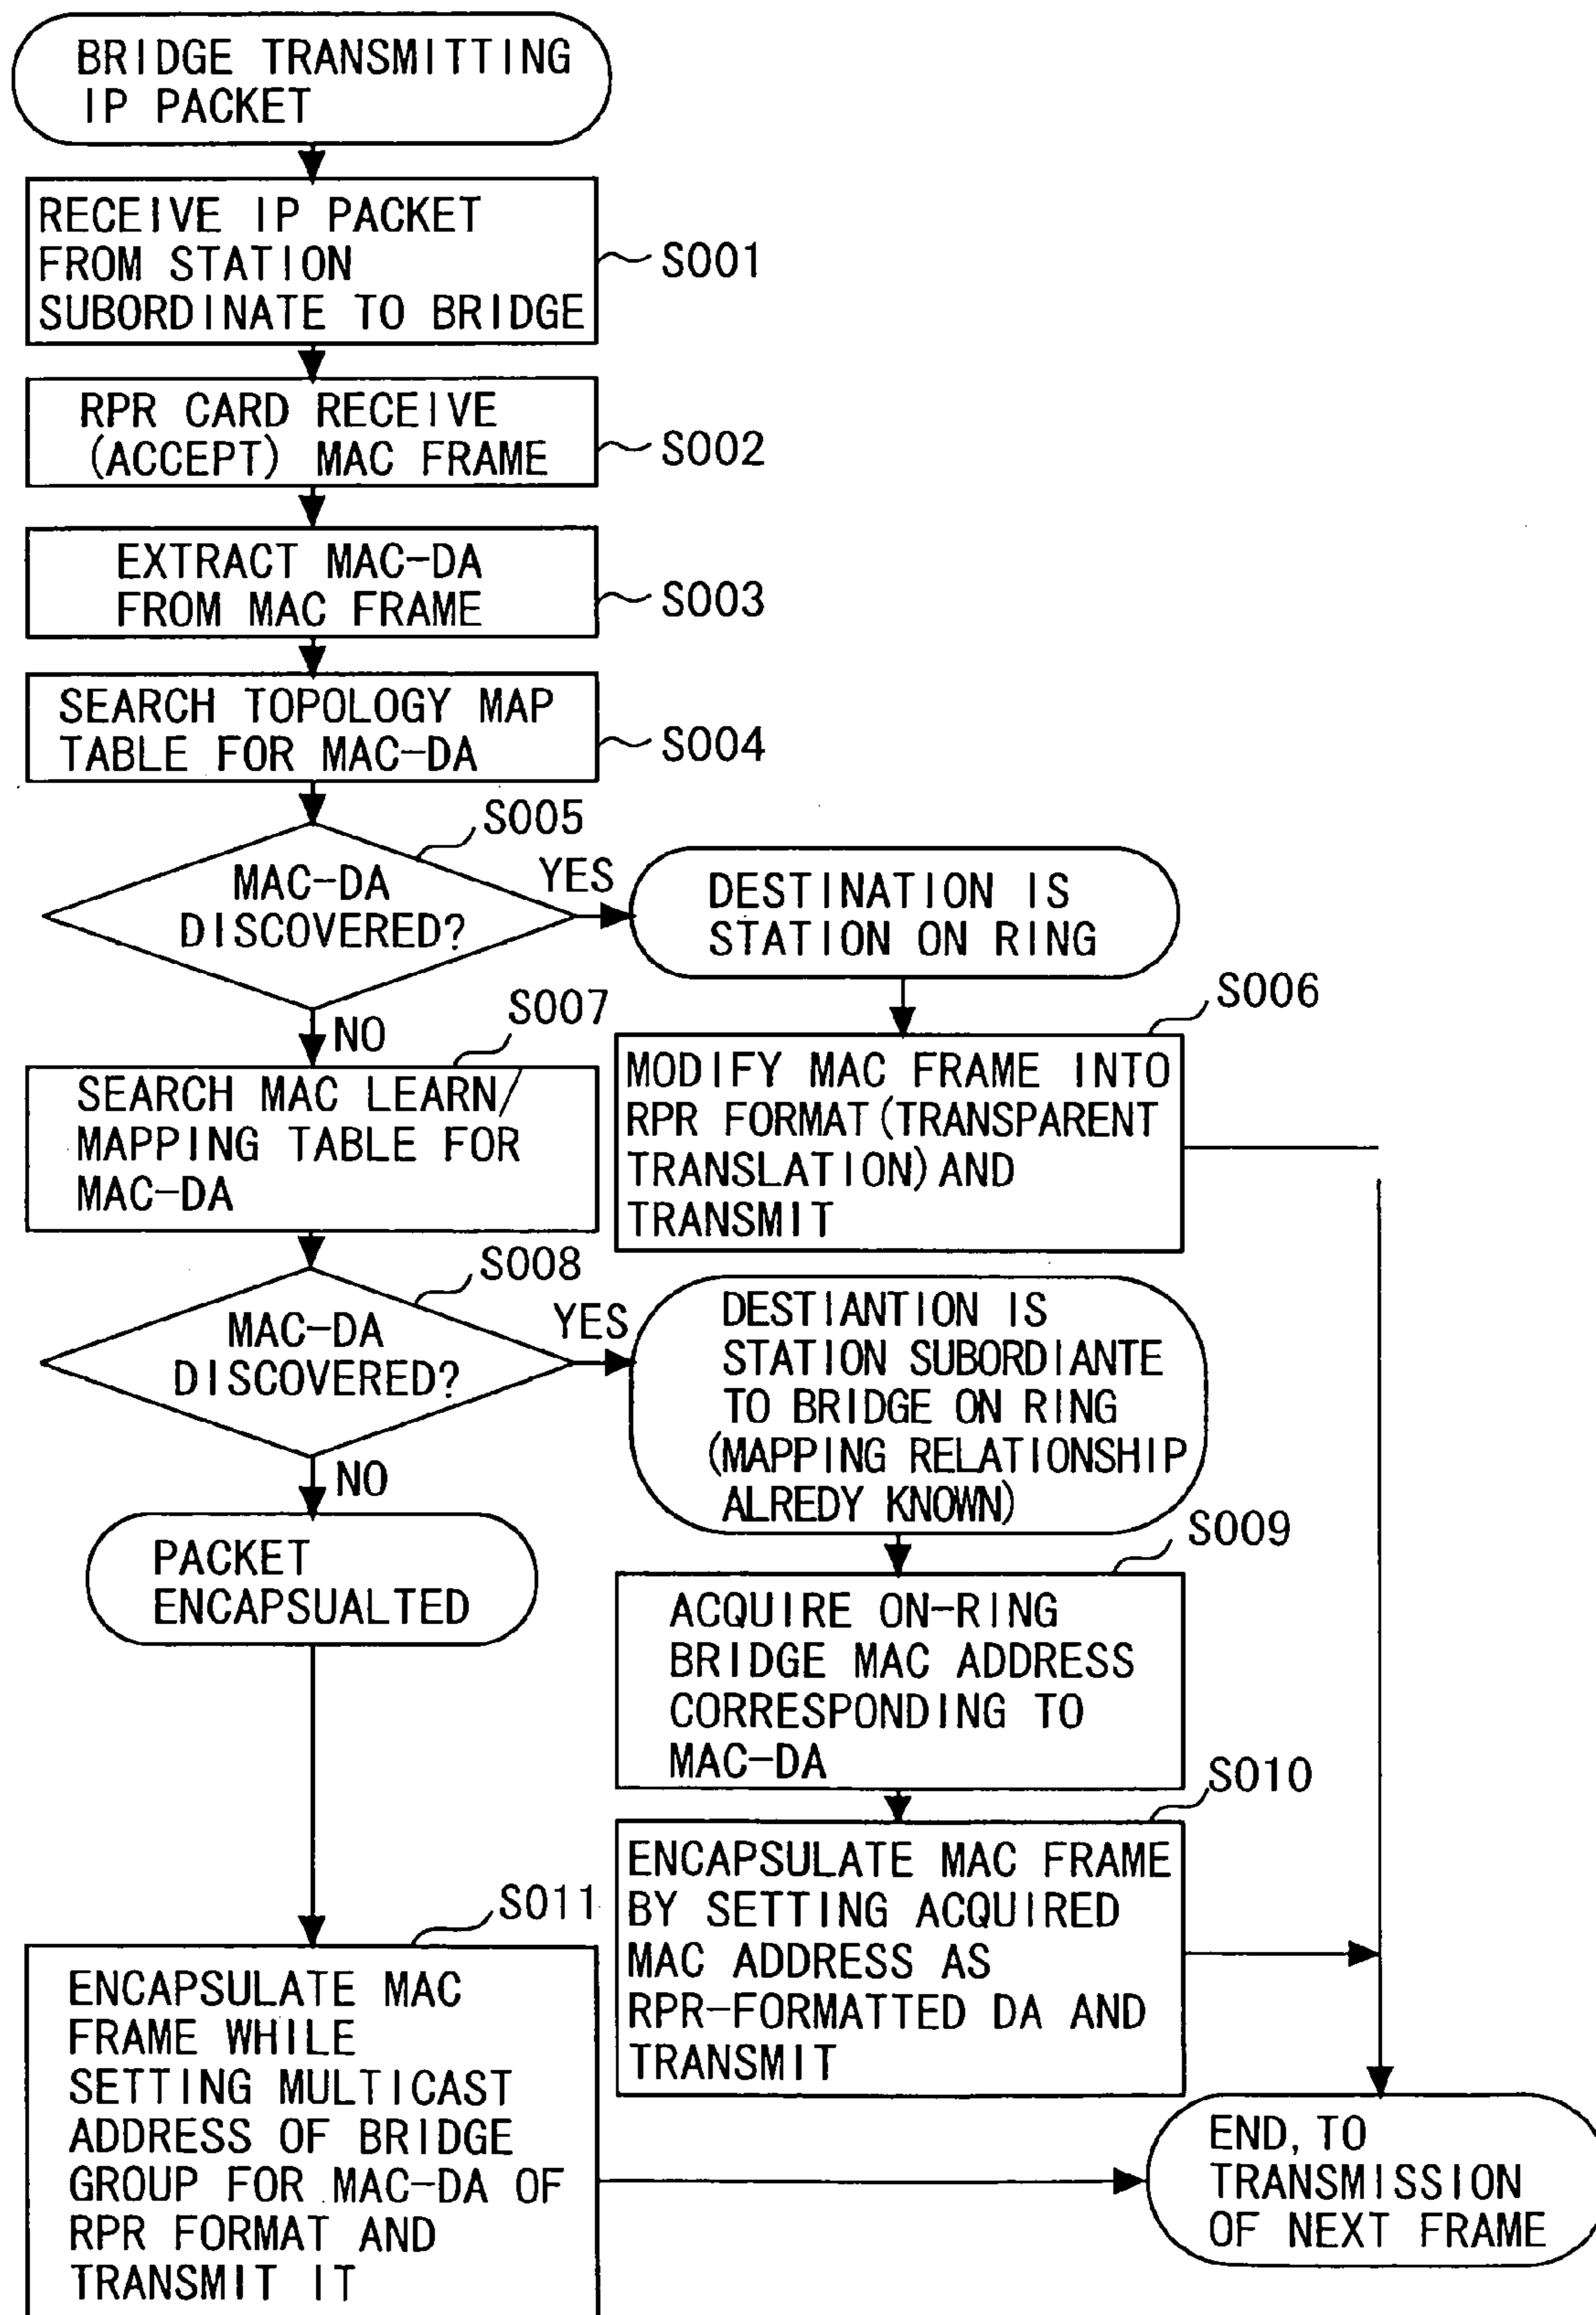 BRIDGE TRANSMITTING
IP PACKET
RECEIVE IP PACKET
FROM STATION
SUBORDINATE TO BRIDGE
S001
RPR CARD RECEIVE
(ACCEPT) MAC FRAME
S002
EXTRACT MAC-DA
FROM MAC FRAME
S003
SEARCH TOPOLOGY MAP
TABLE FOR MAC-DA
S004
S005
MAC-DA
DISCOVERED?
YES
DESTINATION IS
STATION ON RING
NO
S006
MODIFY MAC FRAME INTO
RPR FORMAT(TRANSPARENT
TRANSLATION)AND
TRANSMIT
S007
SEARCH MAC LEARN/
MAPPING TABLE FOR
MAC-DA
S008
MAC-DA
DISCOVERED?
YES
DESTIANTION IS
STATION SUBORDIANTE
TO BRIDGE ON RING
(MAPPING RELATIONSHIP
ALREDY KNOWN)
NO
PACKET
ENCAPSUALTED
S009
ACQUIRE ON-RING
BRIDGE MAC ADDRESS
CORRESPONDING TO
MAC-DA
S010
ENCAPSULATE MAC FRAME
BY SETTING ACQUIRED
MAC ADDRESS AS
RPR-FORMATTED DA AND
TRANSMIT
S011
ENCAPSULATE MAC
FRAME WHILE
SETTING MULTICAST
ADDRESS OF BRIDGE
GROUP FOR MAC-DA OF
RPR FORMAT AND
TRANSMIT IT
END, TO
TRANSMISSION
OF NEXT FRAME